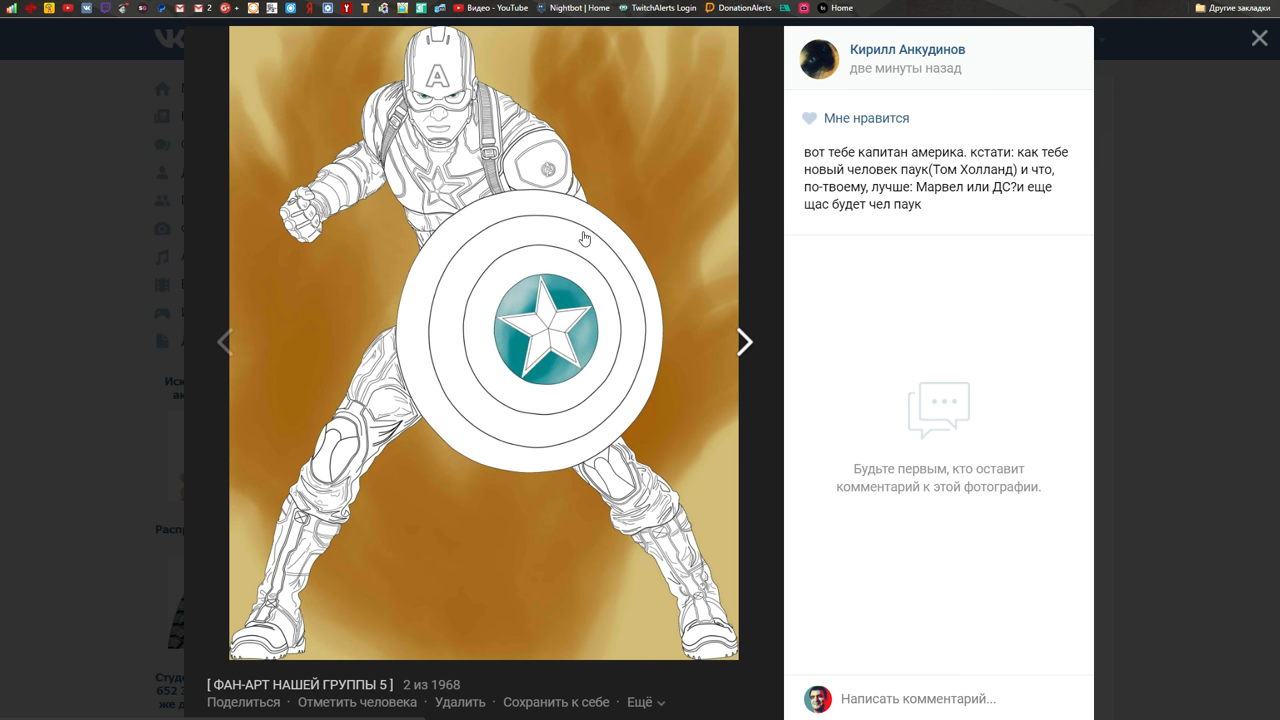 2
G+
Видео - YouTube
Nightbot | Home
TwitchAlerts Login
DonationAlerts
Home
Другие закладки
A
Кирилл Анкудинов
две минуты назад
Мне нравится
вот тебе капитан америка. кстати: как тебе
новый человек паук(Том Холланд) и что,
по-твоему, лучше: Марвел или ДС?и еще
щас будет чел паук
Будьте первым, кто оставит
комментарий к этой фотографии.
[ ФАН-АРТ НАШЕЙ ГРУППЫ 5 ] 2 из 1968
Поделиться · Отметить человека · Удалить · Сохранить к себе · Ещё
Написать комментарий...
652
же д